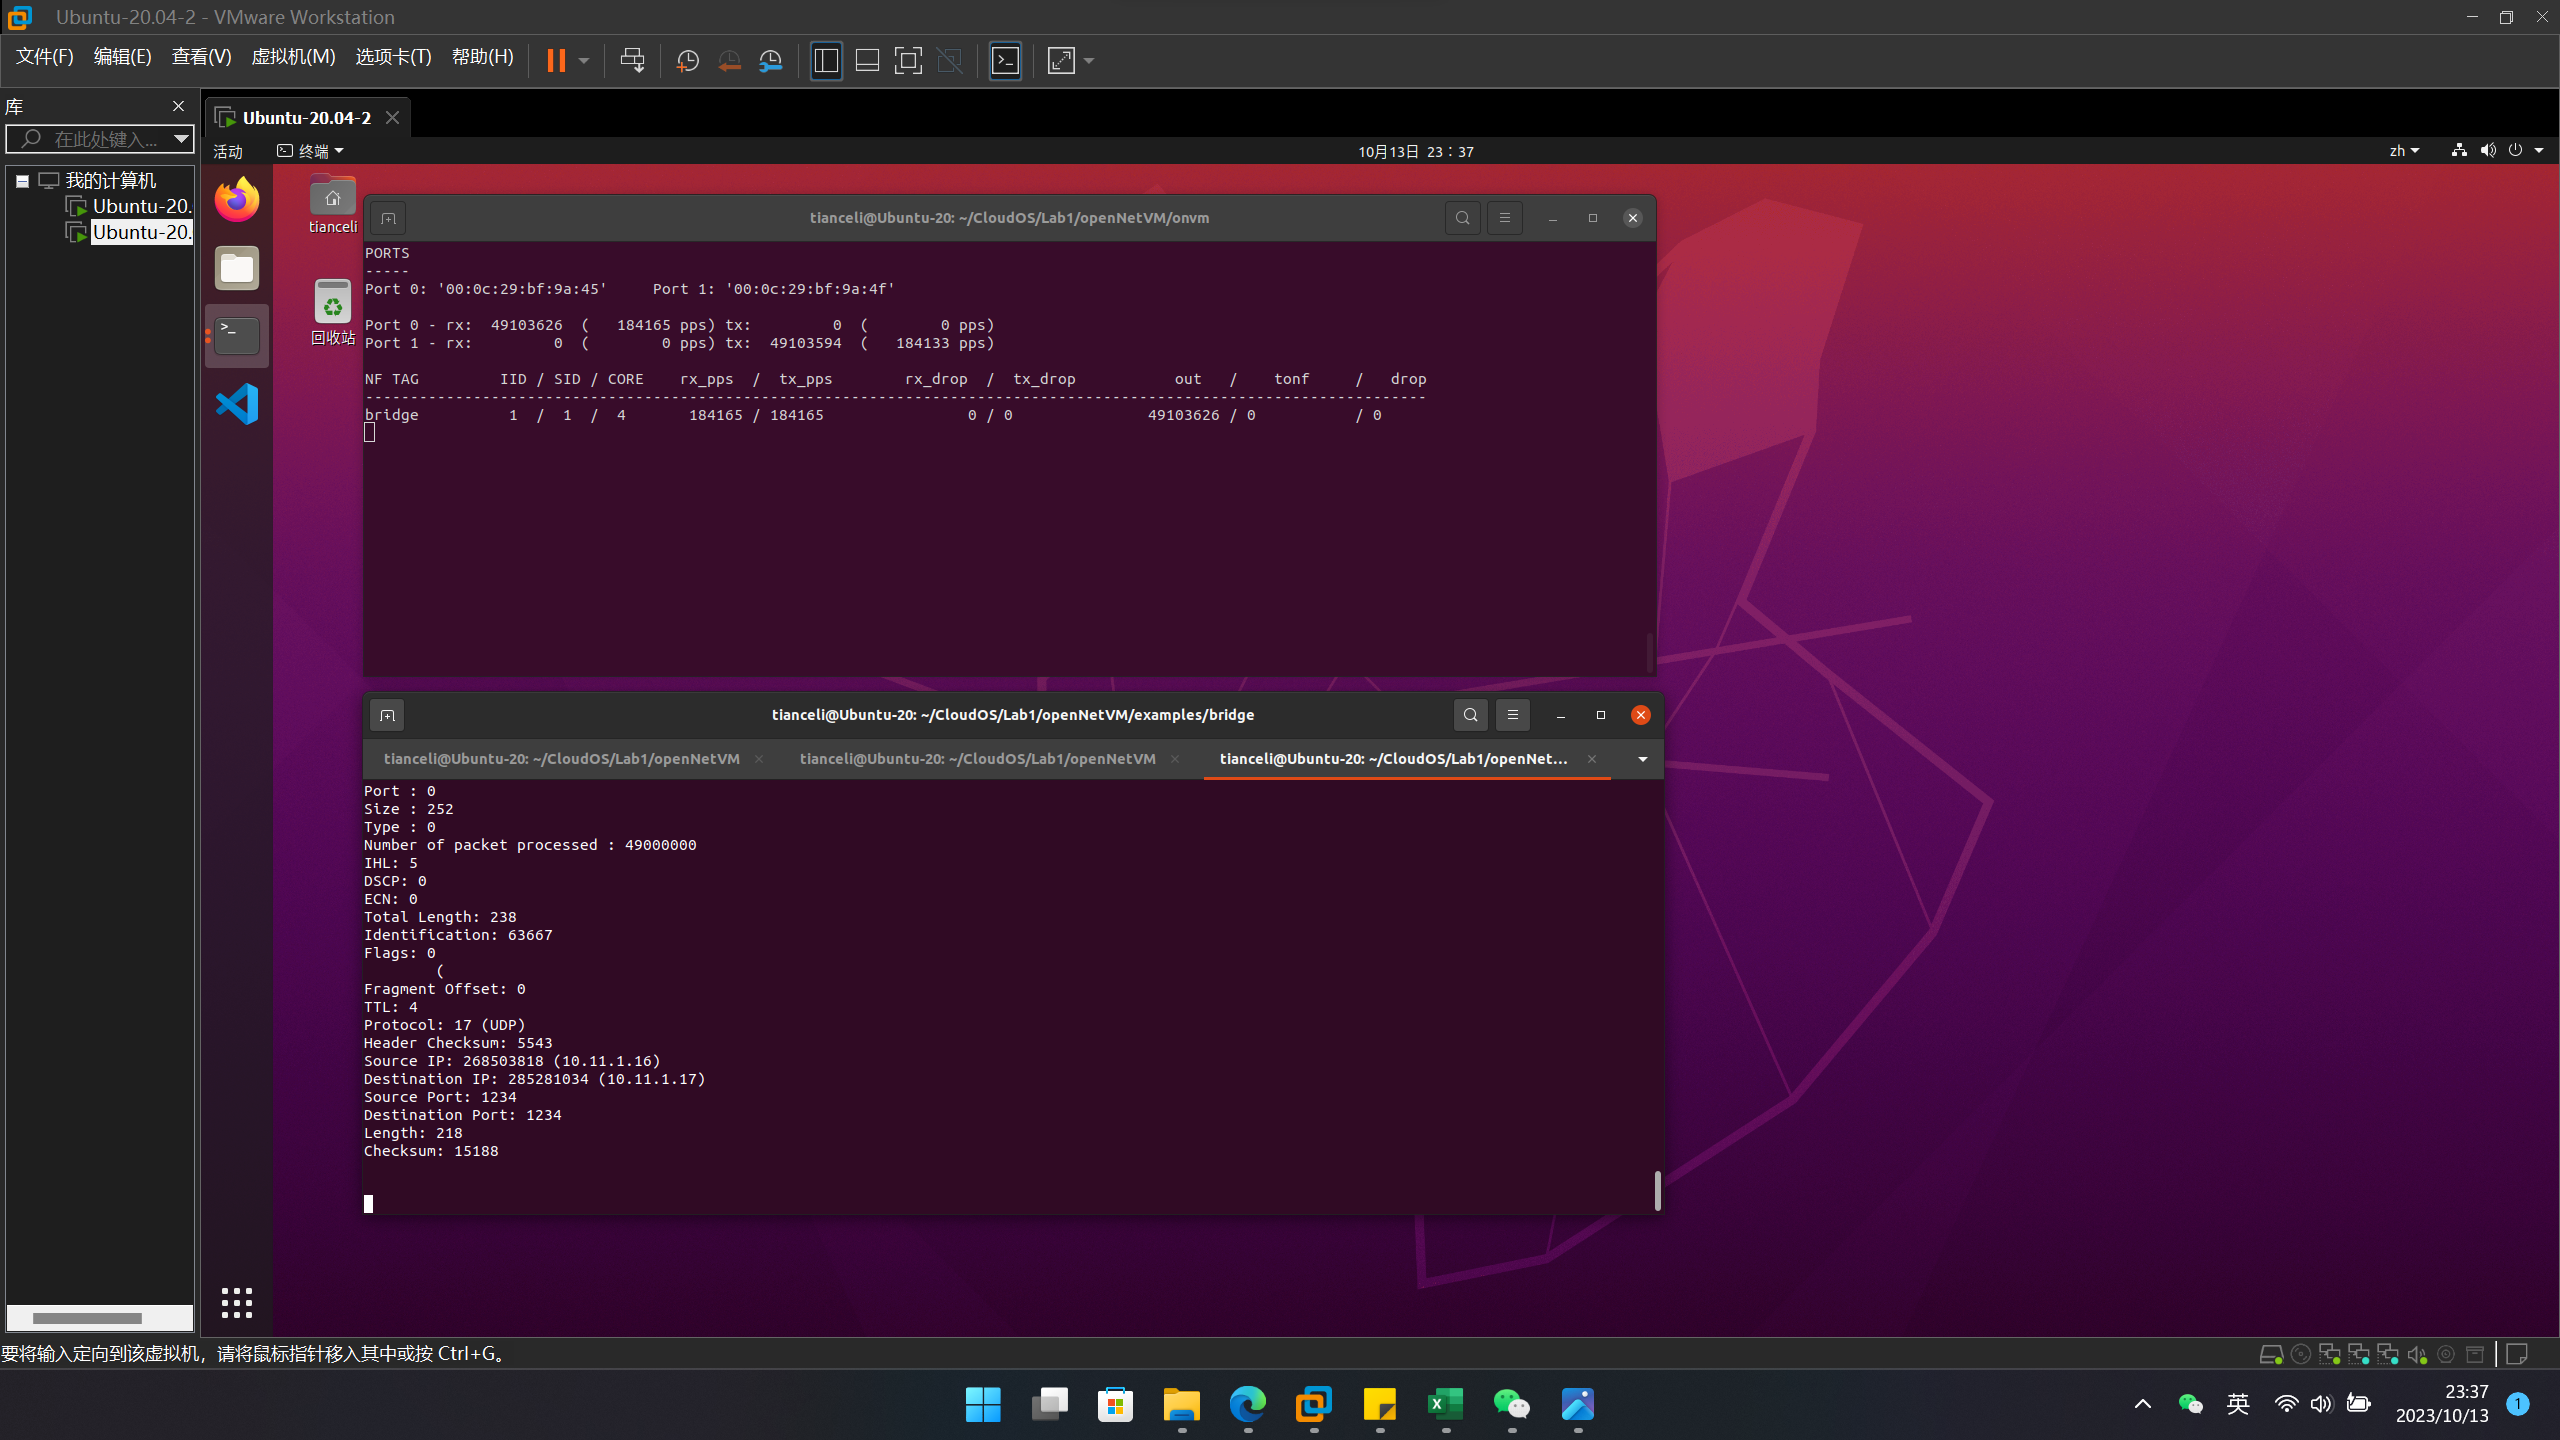 Ubuntu-20.04-2 - VMware Workstation
文件(F) 编辑(E) 查看(V) 虚拟机(M) 选项卡(T) 帮助(H)
库
在此处键入...
我的计算机
Ubuntu-20.
Ubuntu-20.
Ubuntu-20.04-2
活动 终端 10月13日 23：37 zh
tianceli
回收站
tianceli@Ubuntu-20: ~/CloudOS/Lab1/openNetVM/onvm
PORTS
-----
Port 0: '00:0c:29:bf:9a:45' Port 1: '00:0c:29:bf:9a:4f'
Port 0 - rx: 49103626 ( 184165 pps) tx: 0 ( 0 pps)
Port 1 - rx: 0 ( 0 pps) tx: 49103594 ( 184133 pps)
NF TAG IID / SID / CORE rx_pps / tx_pps rx_drop / tx_drop out / tonf / drop
----------------------------------------------------------------------------------------------------------------------
bridge 1 / 1 / 4 184165 / 184165 0 / 0 49103626 / 0 / 0
tianceli@Ubuntu-20: ~/CloudOS/Lab1/openNetVM/examples/bridge
tianceli@Ubuntu-20: ~/CloudOS/Lab1/openNetVM tianceli@Ubuntu-20: ~/CloudOS/Lab1/openNetVM tianceli@Ubuntu-20: ~/CloudOS/Lab1/openNet...
Port : 0
Size : 252
Type : 0
Number of packet processed : 49000000
IHL: 5
DSCP: 0
ECN: 0
Total Length: 238
Identification: 63667
Flags: 0
(
Fragment Offset: 0
TTL: 4
Protocol: 17 (UDP)
Header Checksum: 5543
Source IP: 268503818 (10.11.1.16)
Destination IP: 285281034 (10.11.1.17)
Source Port: 1234
Destination Port: 1234
Length: 218
Checksum: 15188
要将输入定向到该虚拟机，请将鼠标指针移入其中或按 Ctrl+G。
英
23:37
2023/10/13
1